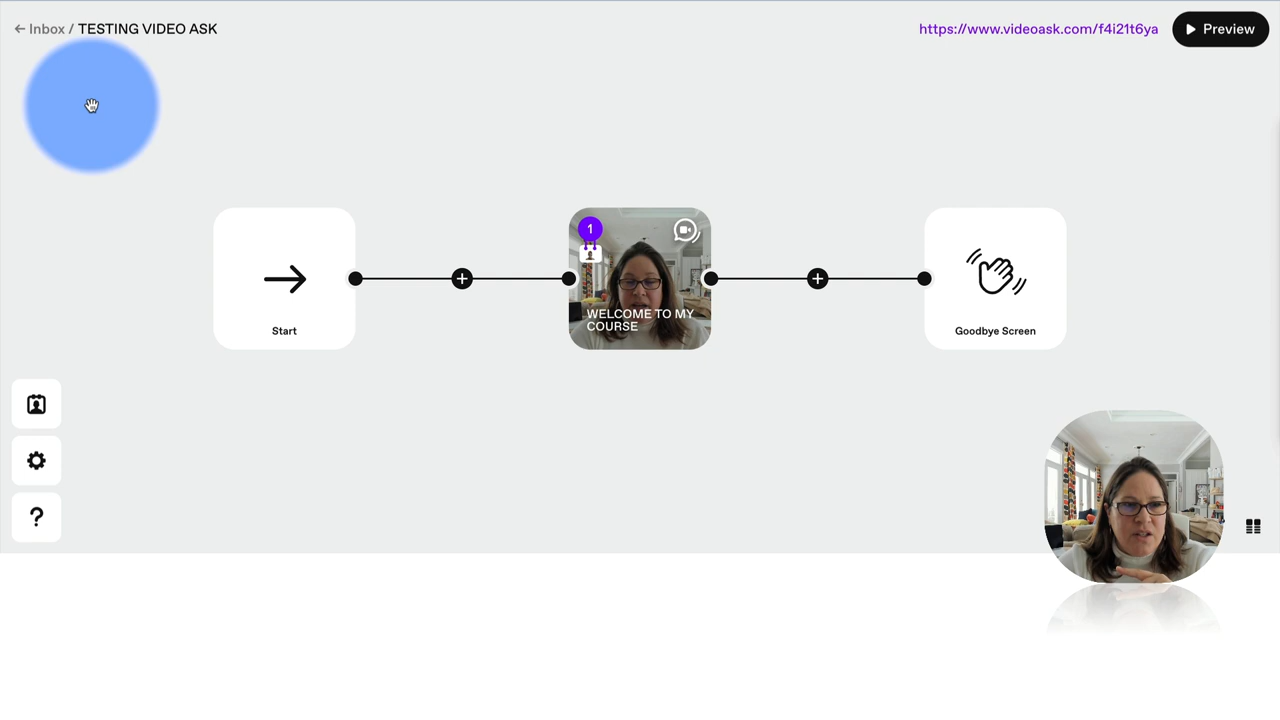 ← Inbox / TESTING VIDEO ASK
https://www.videoask.com/f4i21t6ya
Preview
1
WELCOME TO MY
COURSE
Start
Goodbye Screen
?